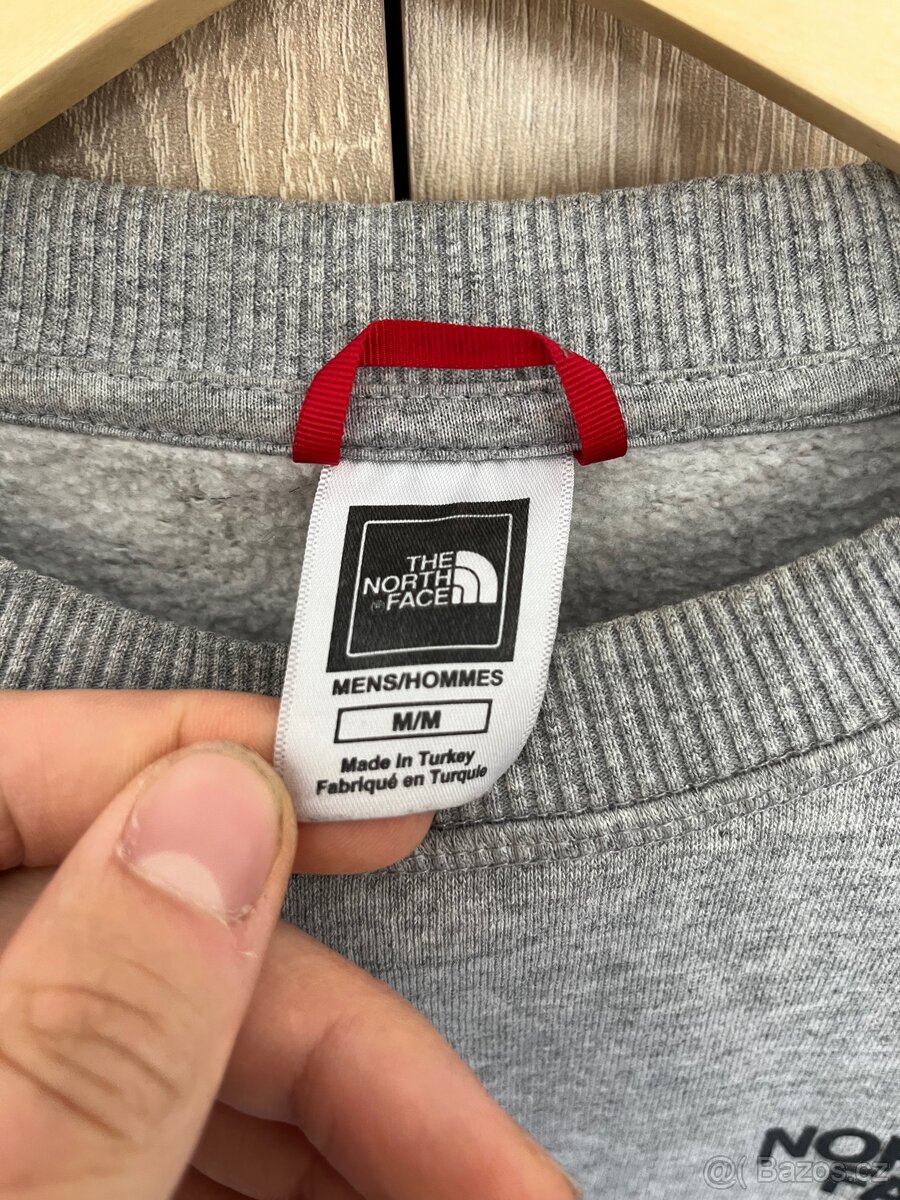 THE
NORTH
FACE
MENS/HOMMES
M/M
Made in Turkey
Fabriqué en Turquie
Bazos.cz